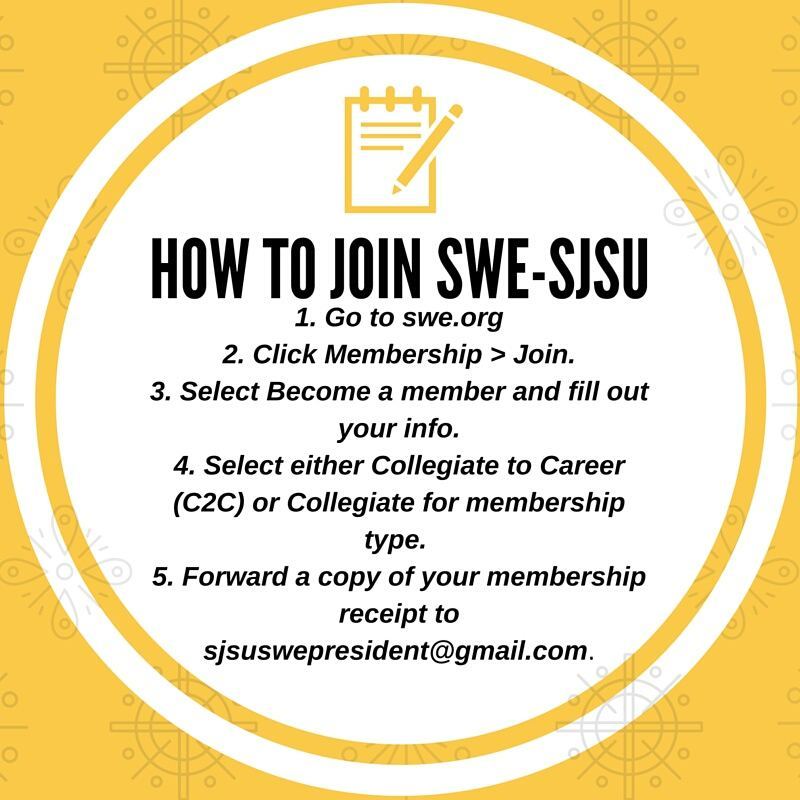 HOW TO JOIN SWE-SJSU
1. Go to swe.org
2. Click Membership > Join.
3. Select Become a member and fill out
your info.
4. Select either Collegiate to Career
(C2C) or Collegiate for membership
type.
5. Forward a copy of your membership
receipt to
sjsuswepresident@gmail.com.